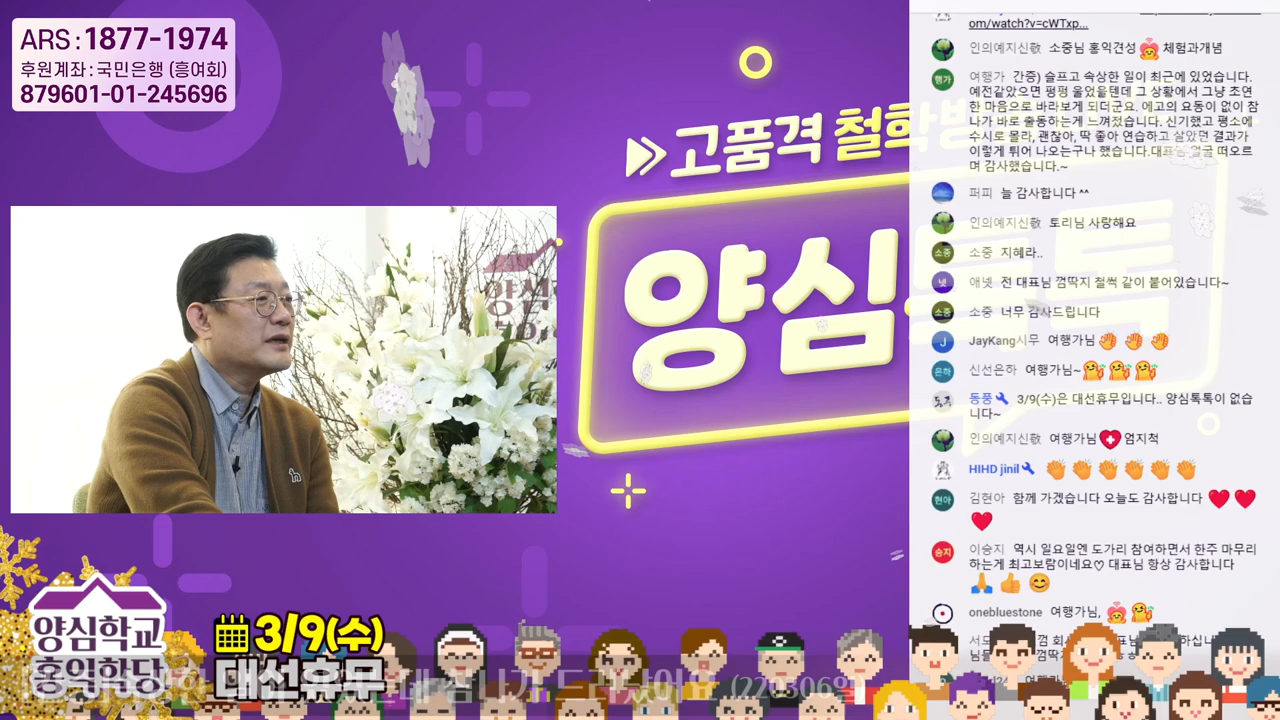 ARS : 1877-1974
후원계좌 : 국민은행 (흥여회)
879601-01-245696
고품격 철학방
양심
양심학교
홍익학당
3/9(수)
대선휴무
om/watch?v=cWTxp...
인의예지신敬 소중님 홍익견성 체험과개념
여행가 간증) 슬프고 속상한 일이 최근에 있었습니다.
예전같았으면 펑펑 울었을텐데 그 상황에서 그냥 초연
한 마음으로 바라보게 되더군요. 에고의 요동이 없이 참
나가 바로 출동하는게 느껴졌습니다. 신기했고 평소에
수시로 몰라, 괜찮아, 딱 좋아 연습하고 살았던 결과가
이렇게 튀어 나오는구나 했습니다.대표님 얼굴 떠오르
며 감사했습니다.~
퍼피 늘 감사합니다 ^^
인의예지신敬 토리님 사랑해요
소중 지혜라..
애넷 전 대표님 껌딱지 철썩 같이 붙어있습니다~
소중 너무 감사드립니다
JayKang시무 여행가님
신선은하 여행가님~
동풍 3/9(수)은 대선휴무입니다.. 양심톡톡이 없습
니다~
인의예지신敬 여행가님 엄지척
HIHD jinil
김현아 함께 가겠습니다 오늘도 감사합니다
이승지 역시 일요일엔 도가리 참여하면서 한주 마무리
하는게 최고보람이네요♡ 대표님 항상 감사합니다
onebluestone 여행가님,